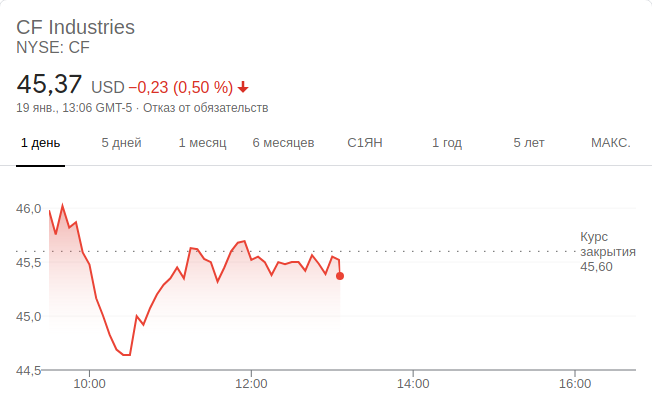 CF Industries
NYSE: CF
45,37 USD −0,23 (0,50 %)
19 янв., 13:06 GMT-5 · Отказ от обязательств
1 день 5 дней 1 месяц 6 месяцев С1ЯН 1 год 5 лет МАКС.
46,0
45,5
45,0
44,5
Курс
закрытия
45,60
10:00 12:00 14:00 16:00